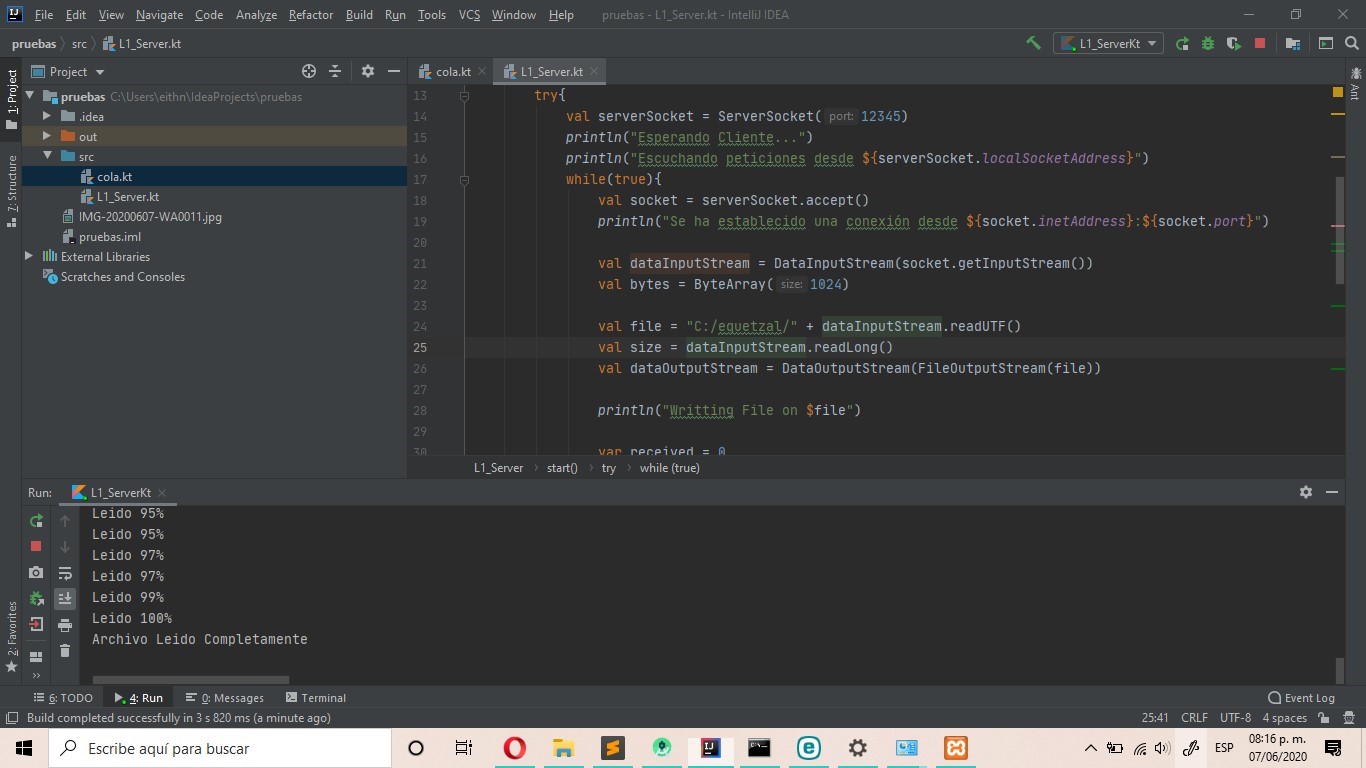 File Edit View Navigate Code Analyze Refactor Build Run Tools VCS Window Help pruebas - L1_Server.kt - IntelliJ IDEA
pruebas src L1_Server.kt L1_ServerKt
1: Project
7: Structure
2: Favorites
Ant
Project
pruebas C:\Users\eithn\IdeaProjects\pruebas
.idea
out
src
cola.kt
L1_Server.kt
IMG-20200607-WA0011.jpg
pruebas.iml
External Libraries
Scratches and Consoles
cola.kt L1_Server.kt
13 try{
14 val serverSocket = ServerSocket( port: 12345)
15 println("Esperando Cliente...")
16 println("Escuchando peticiones desde ${serverSocket.localSocketAddress}")
17 while(true){
18 val socket = serverSocket.accept()
19 println("Se ha establecido una conexión desde ${socket.inetAddress}:${socket.port}")
20
21 val dataInputStream = DataInputStream(socket.getInputStream())
22 val bytes = ByteArray( size: 1024)
23
24 val file = "C:/equetzal/" + dataInputStream.readUTF()
25 val size = dataInputStream.readLong()
26 val dataOutputStream = DataOutputStream(FileOutputStream(file))
27
28 println("Writting File on $file")
29
30 var received = 0
L1_Server start() try while (true)
Run: L1_ServerKt
Leido 95%
Leido 95%
Leido 97%
Leido 97%
Leido 99%
Leido 100%
Archivo Leido Completamente
6: TODO 4: Run 0: Messages Terminal Event Log
Build completed successfully in 3 s 820 ms (a minute ago) 25:41 CRLF UTF-8 4 spaces
Escribe aquí para buscar
ESP
08:16 p. m.
07/06/2020